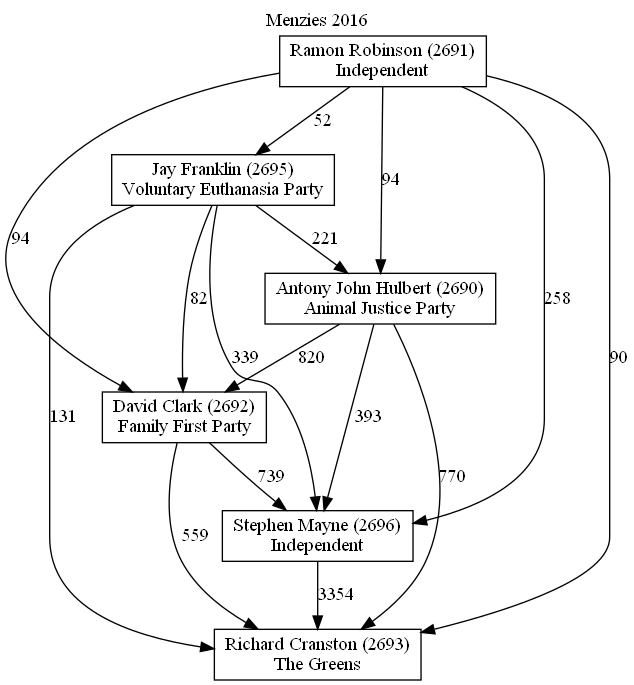 Menzies 2016
Ramon Robinson (2691)
Independent
52
Jay Franklin (2695)
Voluntary Euthanasia Party
94
94
221
Antony John Hulbert (2690)
Animal Justice Party
82
258
339
820
90
David Clark (2692)
Family First Party
131
393
739
770
Stephen Mayne (2696)
Independent
559
3354
Richard Cranston (2693)
The Greens